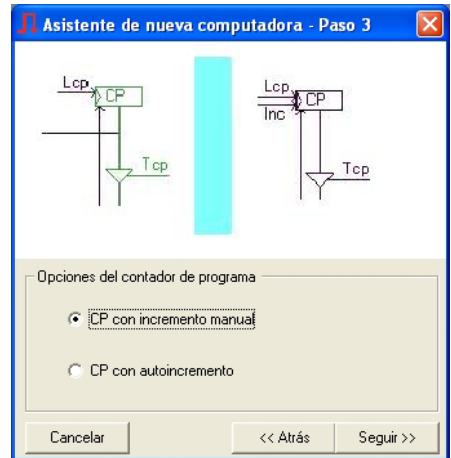 Asistente de nueva computadora - Paso 3
Lcp
CP
Tcp
Lcp
Inc
CP
Tcp
Opciones del contador de programa
CP con incremento manual
CP con autoincremento
Cancelar
<< Atrás
Seguir >>